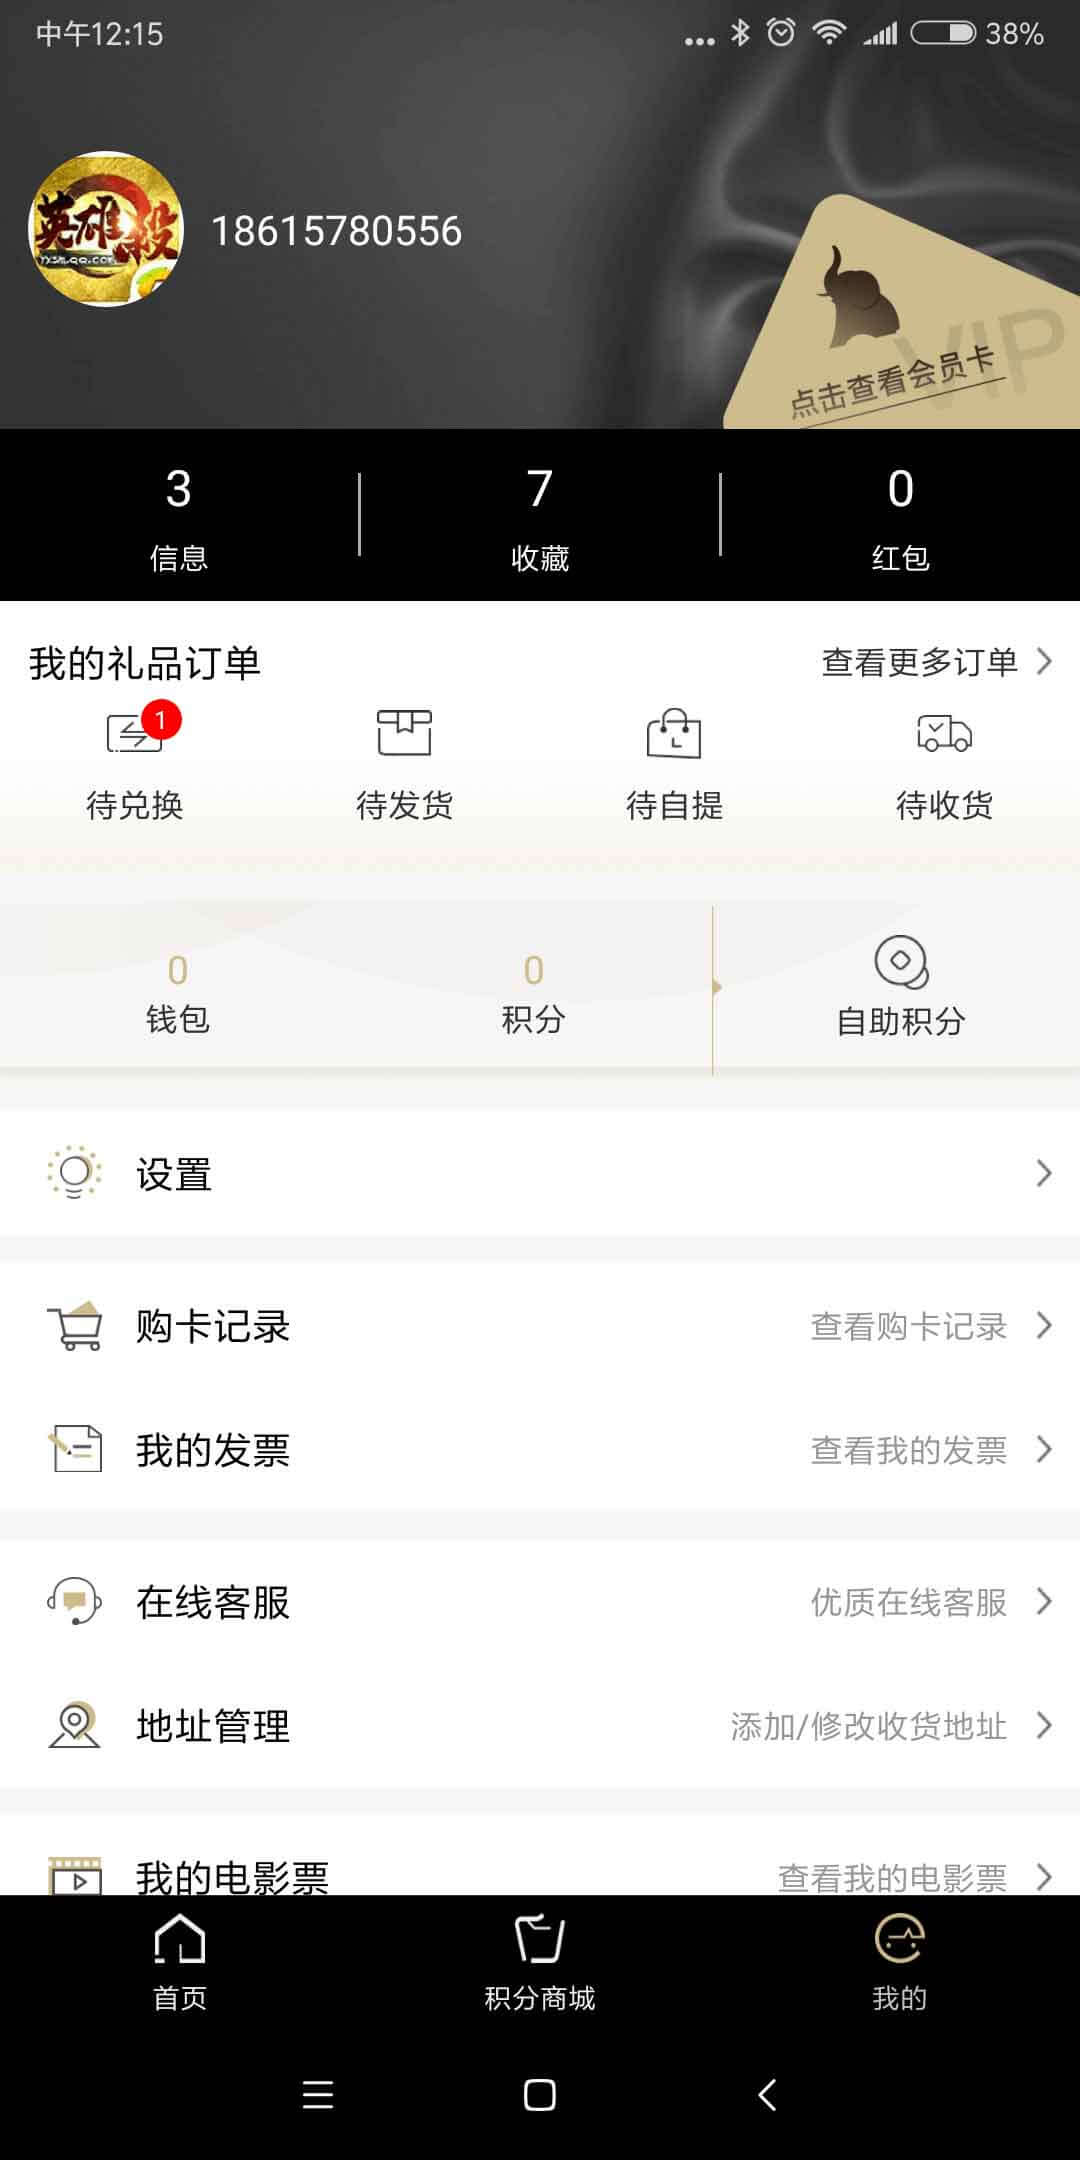 中午12:15
38%
英雄杀
YXS.QQ.COM
18615780556
VIP
点击查看会员卡
3
7
0
信息
收藏
红包
我的礼品订单
查看更多订单
1
待兑换
待发货
待自提
待收货
0
0
钱包
积分
自助积分
设置
购卡记录
查看购卡记录
我的发票
查看我的发票
在线客服
优质在线客服
地址管理
添加/修改收货地址
我的电影票
查看我的电影票
首页
积分商城
我的